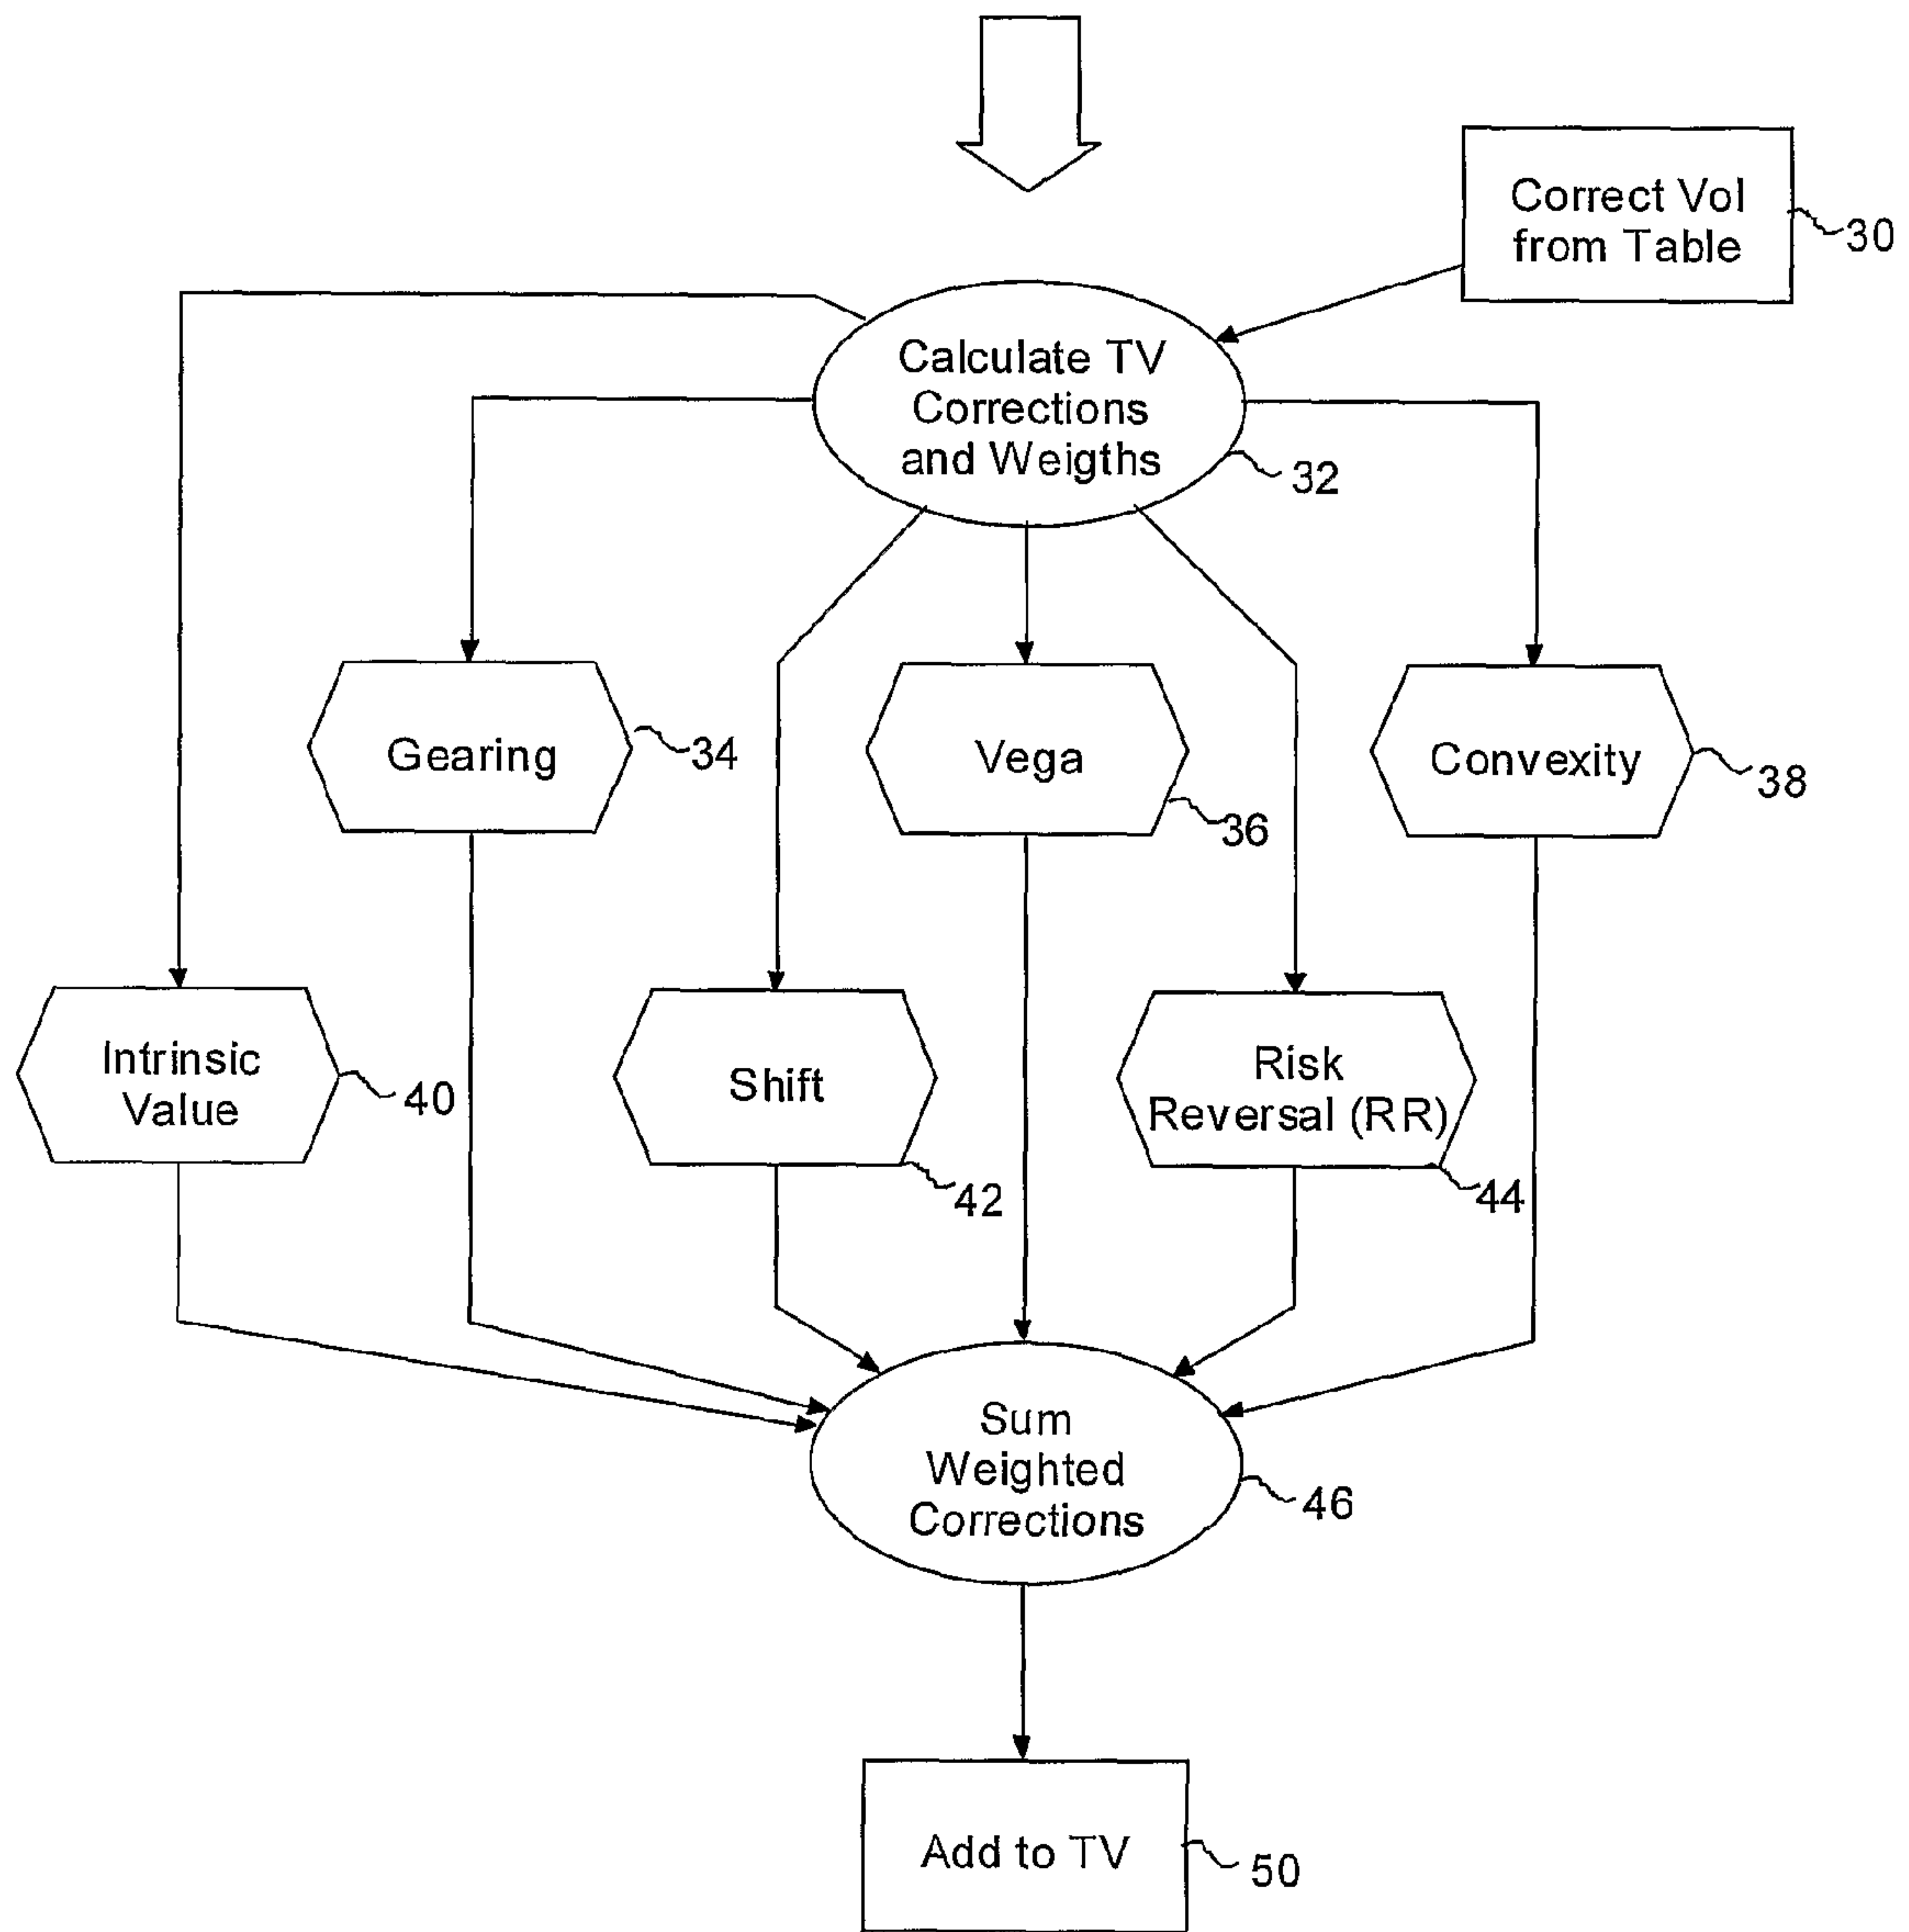 Correct Vol
from Table
30
Calculate TV
Corrections
and Weigths
32
Gearing
34
Vega
36
Convexity
38
Intrinsic
Value
40
Shift
42
Risk
Reversal (RR)
44
Sum
Weighted
Corrections
46
Add to TV
50